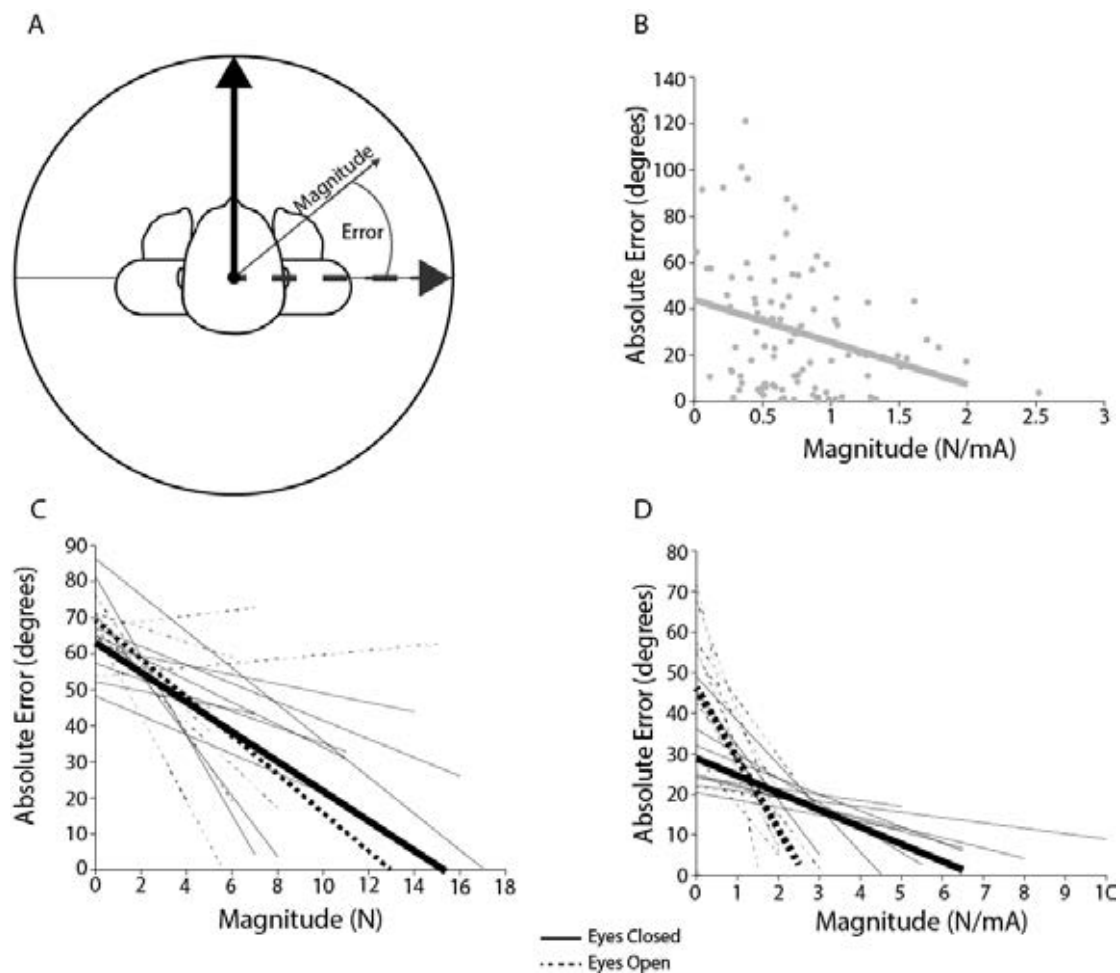 A
Magnitude
Error
B
Absolute Error (degrees)
140
120
100
80
60
40
20
0
0 0.5 1 1.5 2 2.5 3
Magnitude (N/mA)
C
Absolute Error (degrees)
90
80
70
60
50
40
30
20
10
0
0 2 4 6 8 10 12 14 16 18
Magnitude (N)
D
Absolute Error (degrees)
80
70
60
50
40
30
20
10
0
0 1 2 3 4 5 6 7 8 9 1C
Magnitude (N/mA)
Eyes Closed
Eyes Open